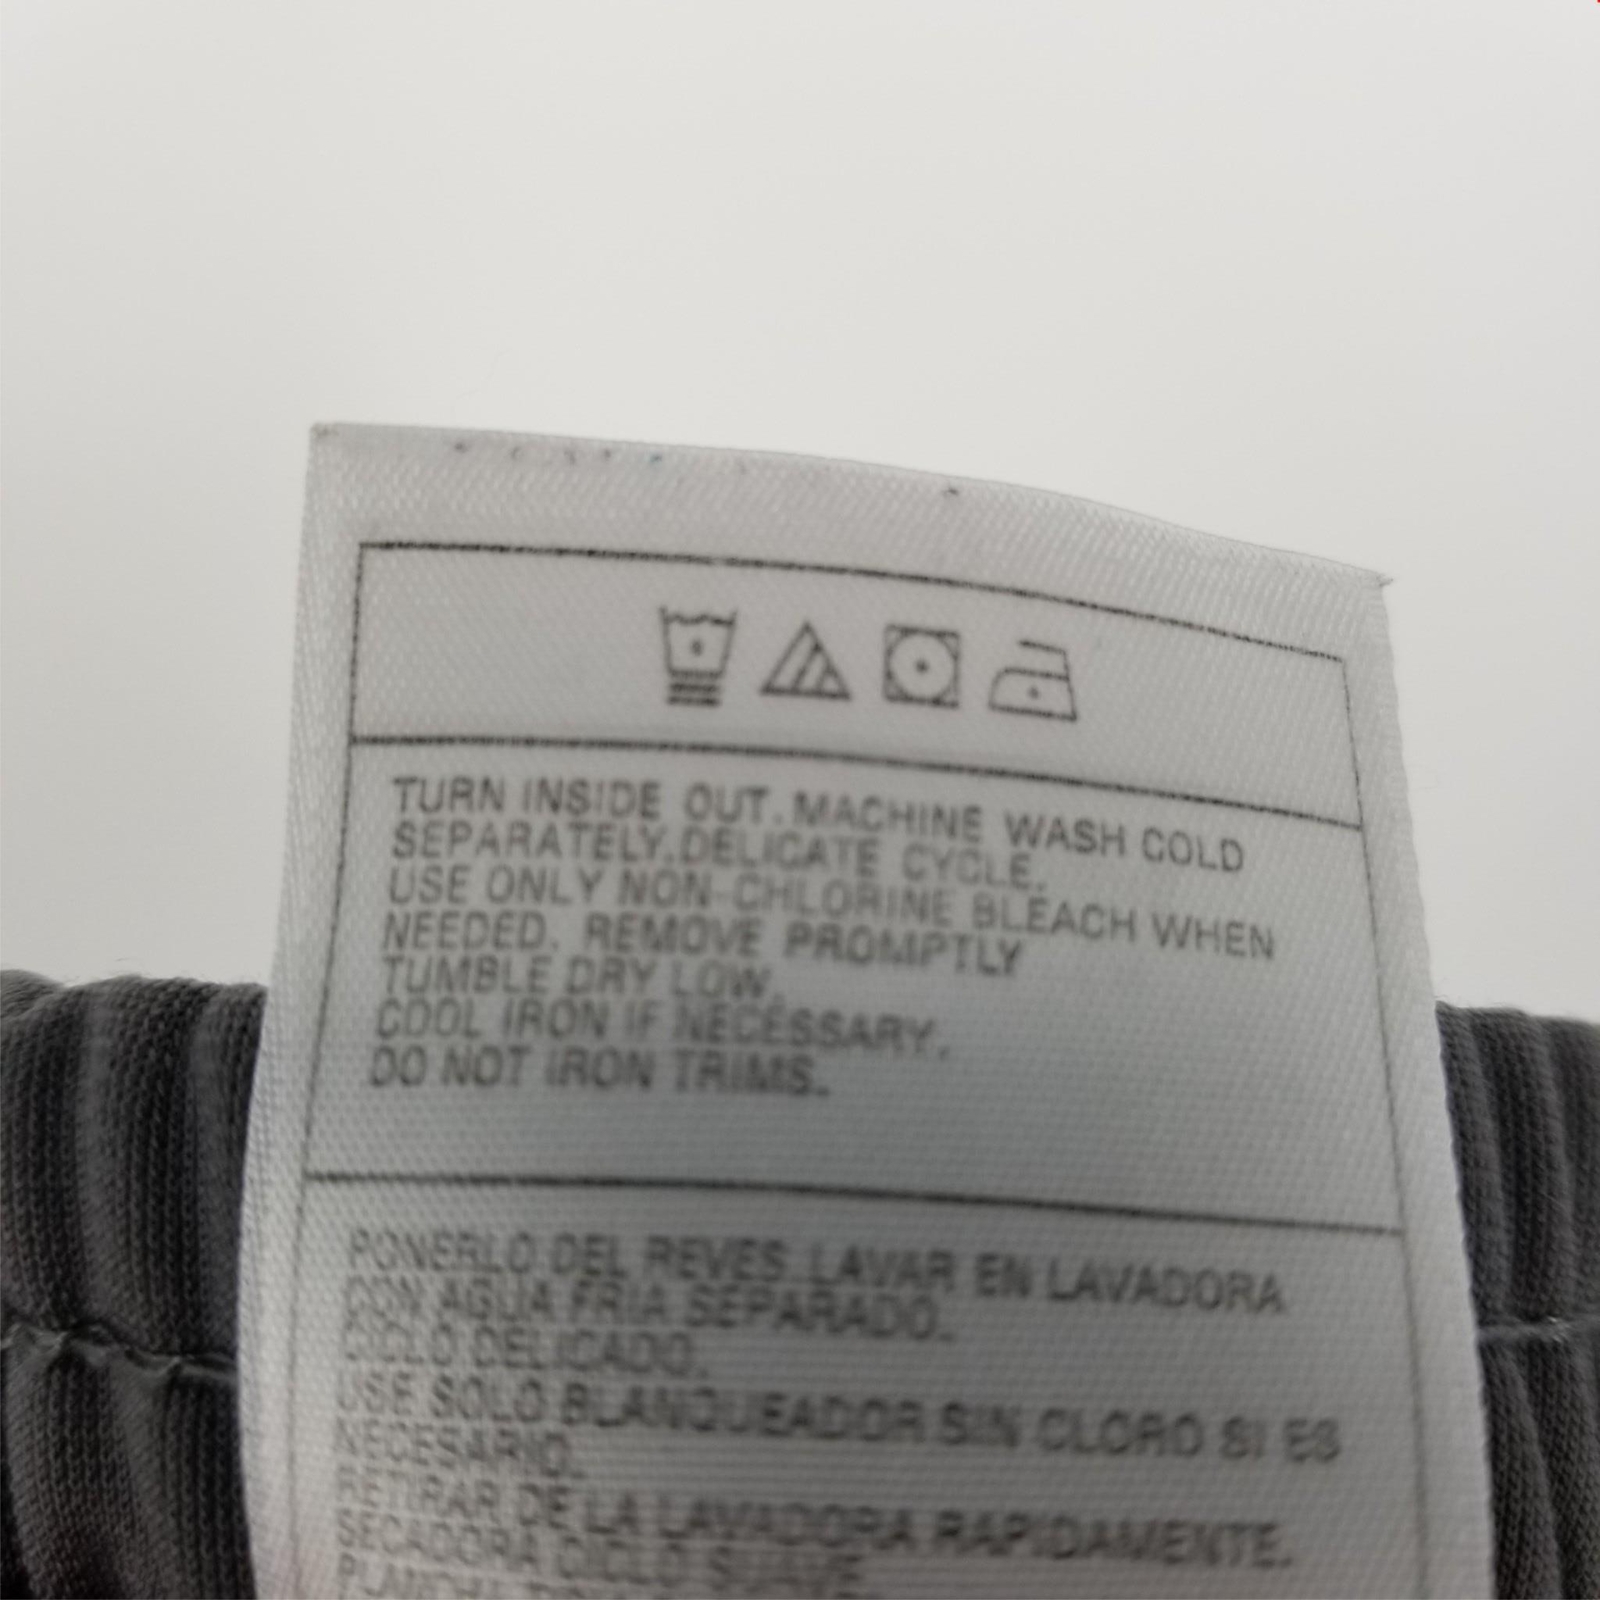 TURN INSIDE OUT. MACHINE WASH COLD
SEPARATELY. DELICATE CYCLE.
USE ONLY NON-CHLORINE BLEACH WHEN
NEEDED. REMOVE PROMPTLY
TUMBLE DRY LOW.
COOL IRON IF NECESSARY.
DO NOT IRON TRIMS.
PONERLO DEL REVES. LAVAR EN LAVADORA
CON AGUA FRIA SEPARADO.
CICLO DELICADO.
USE SOLO BLANQUEADOR SIN CLORO SI ES
NECESARIO.
RETIRAR DE LA LAVADORA RAPIDAMENTE.
SECADORA CICLO SUAVE
PLANCHA